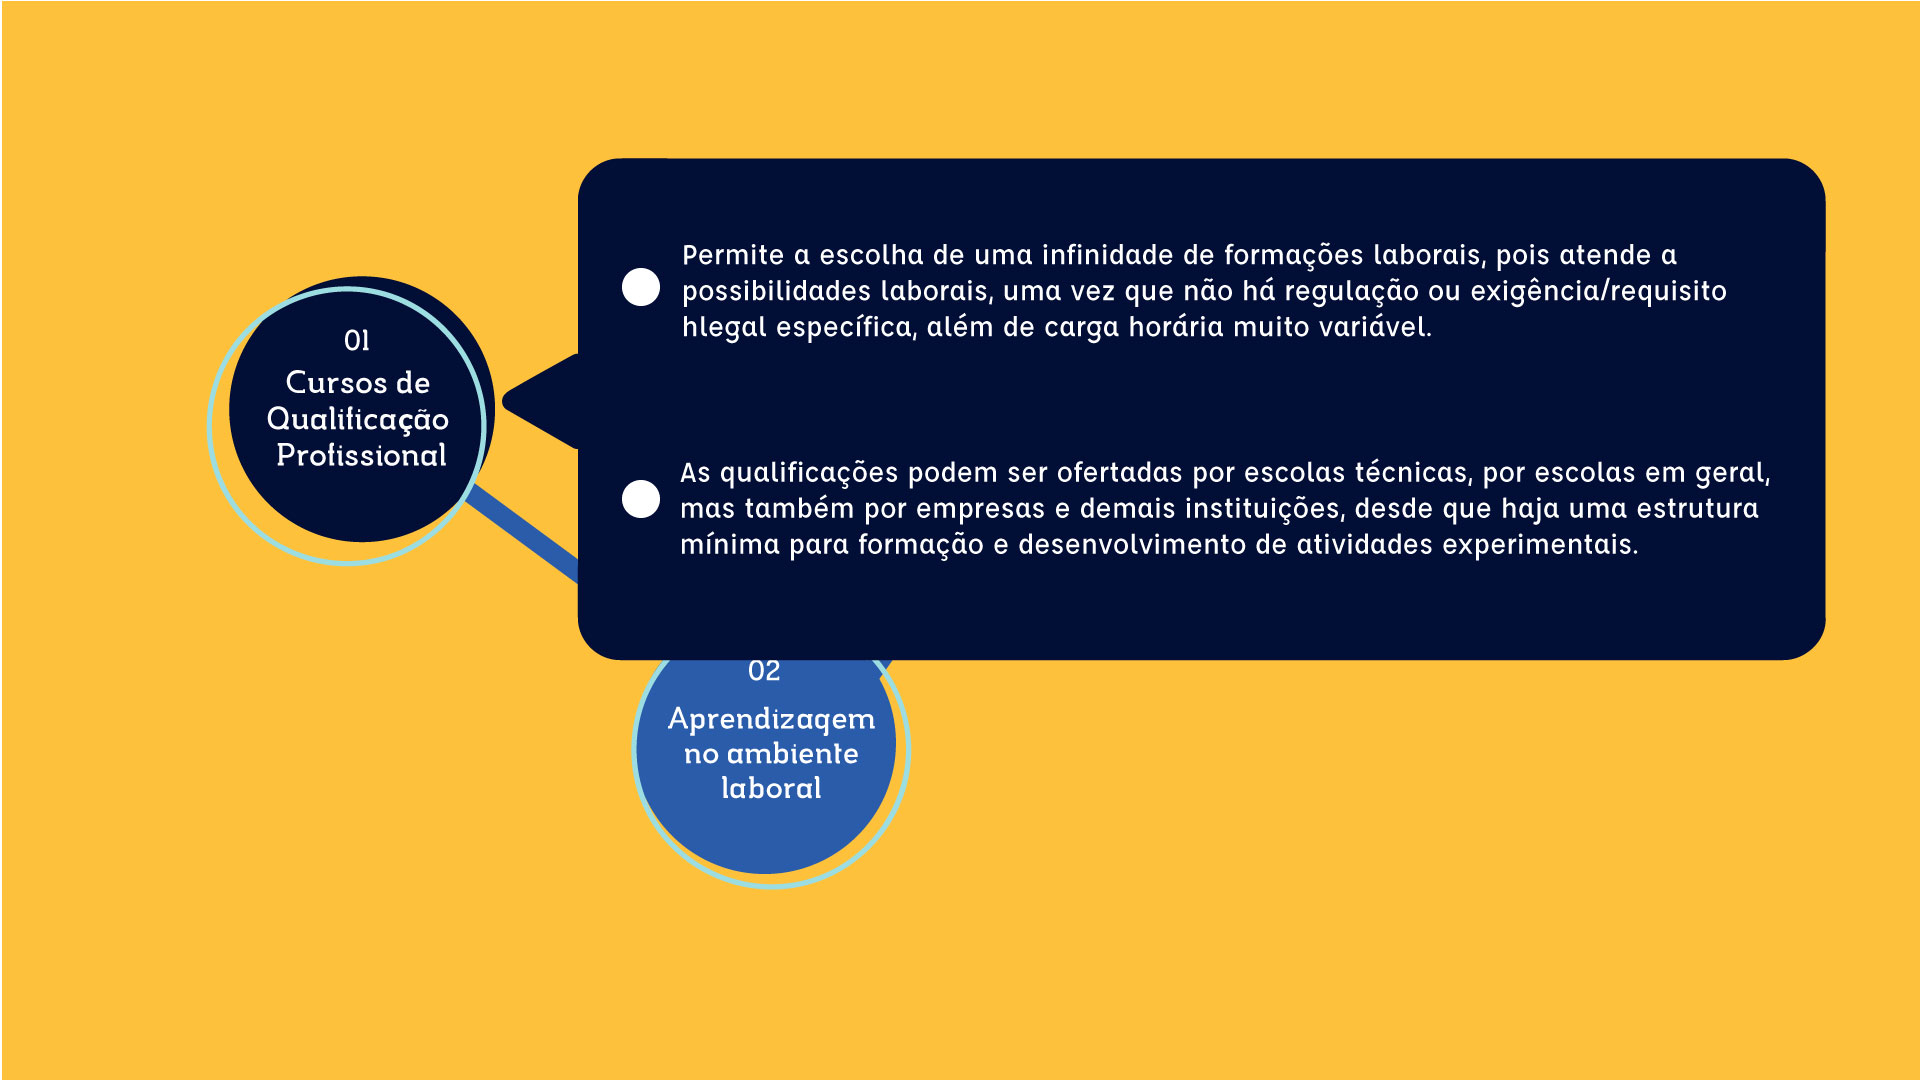 01
Cursos de
Qualificação
Profissional
Permite a escolha de uma infinidade de formações laborais, pois atende a
possibilidades laborais, uma vez que não há regulação ou exigência/requisito
hlegal específica, além de carga horária muito variável.
As qualificações podem ser ofertadas por escolas técnicas, por escolas em geral,
mas também por empresas e demais instituições, desde que haja uma estrutura
mínima para formação e desenvolvimento de atividades experimentais.
02
Aprendizagem
no ambiente
laboral